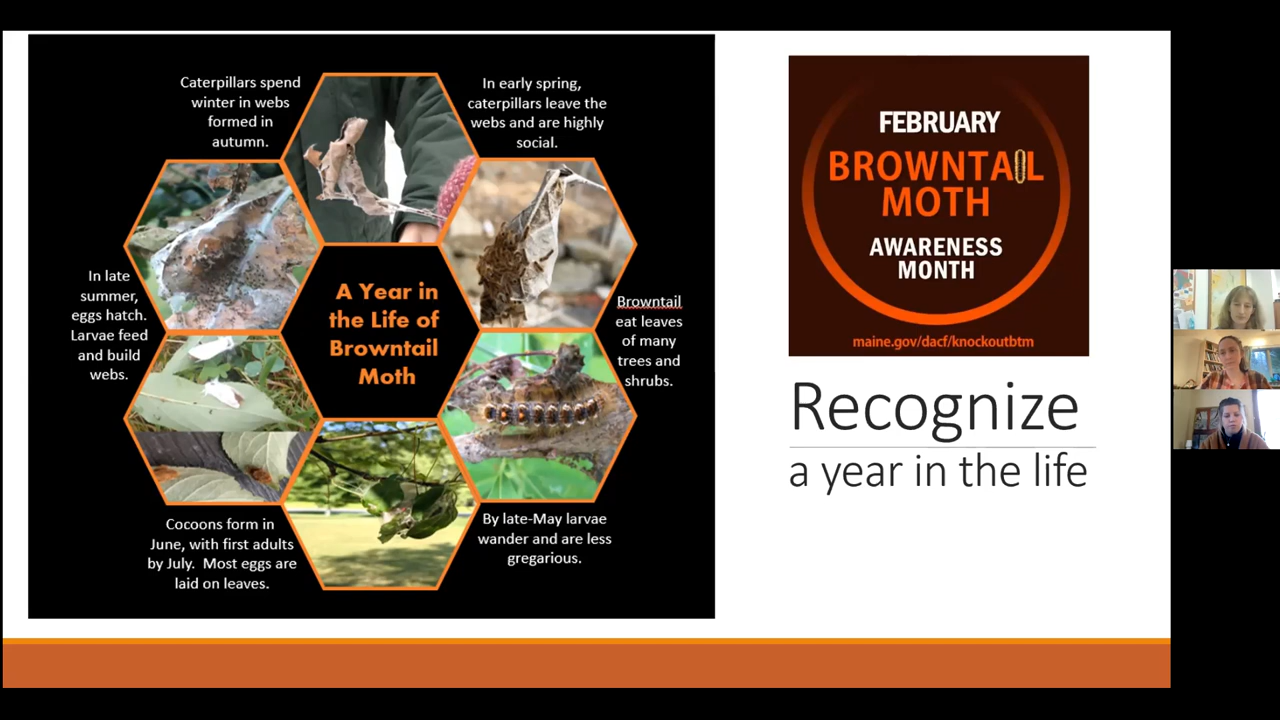 Caterpillars spend
winter in webs
formed in
autumn.
In early spring,
caterpillars leave the
webs and are highly
social.
In late
summer,
eggs hatch.
Larvae feed
and build
webs.
A Year in
the Life of
Browntail
Moth
Browntail
eat leaves
of many
trees and
shrubs.
Cocoons form in
June, with first adults
by July. Most eggs are
laid on leaves.
By late-May larvae
wander and are less
gregarious.
FEBRUARY
BROWNTAIL
MOTH
AWARENESS
MONTH
maine.gov/dacf/knockoutbtm
Recognize
a year in the life